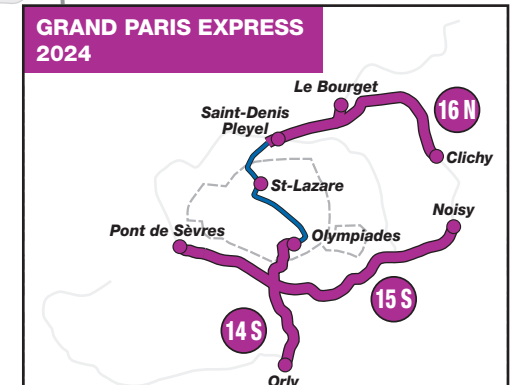 GRAND PARIS EXPRESS
2024
Le Bourget
16 N
Saint-Denis
Pleyel
Clichy
St-Lazare
Noisy
Pont de Sèvres
Olympiades
15 S
14 S
Orly